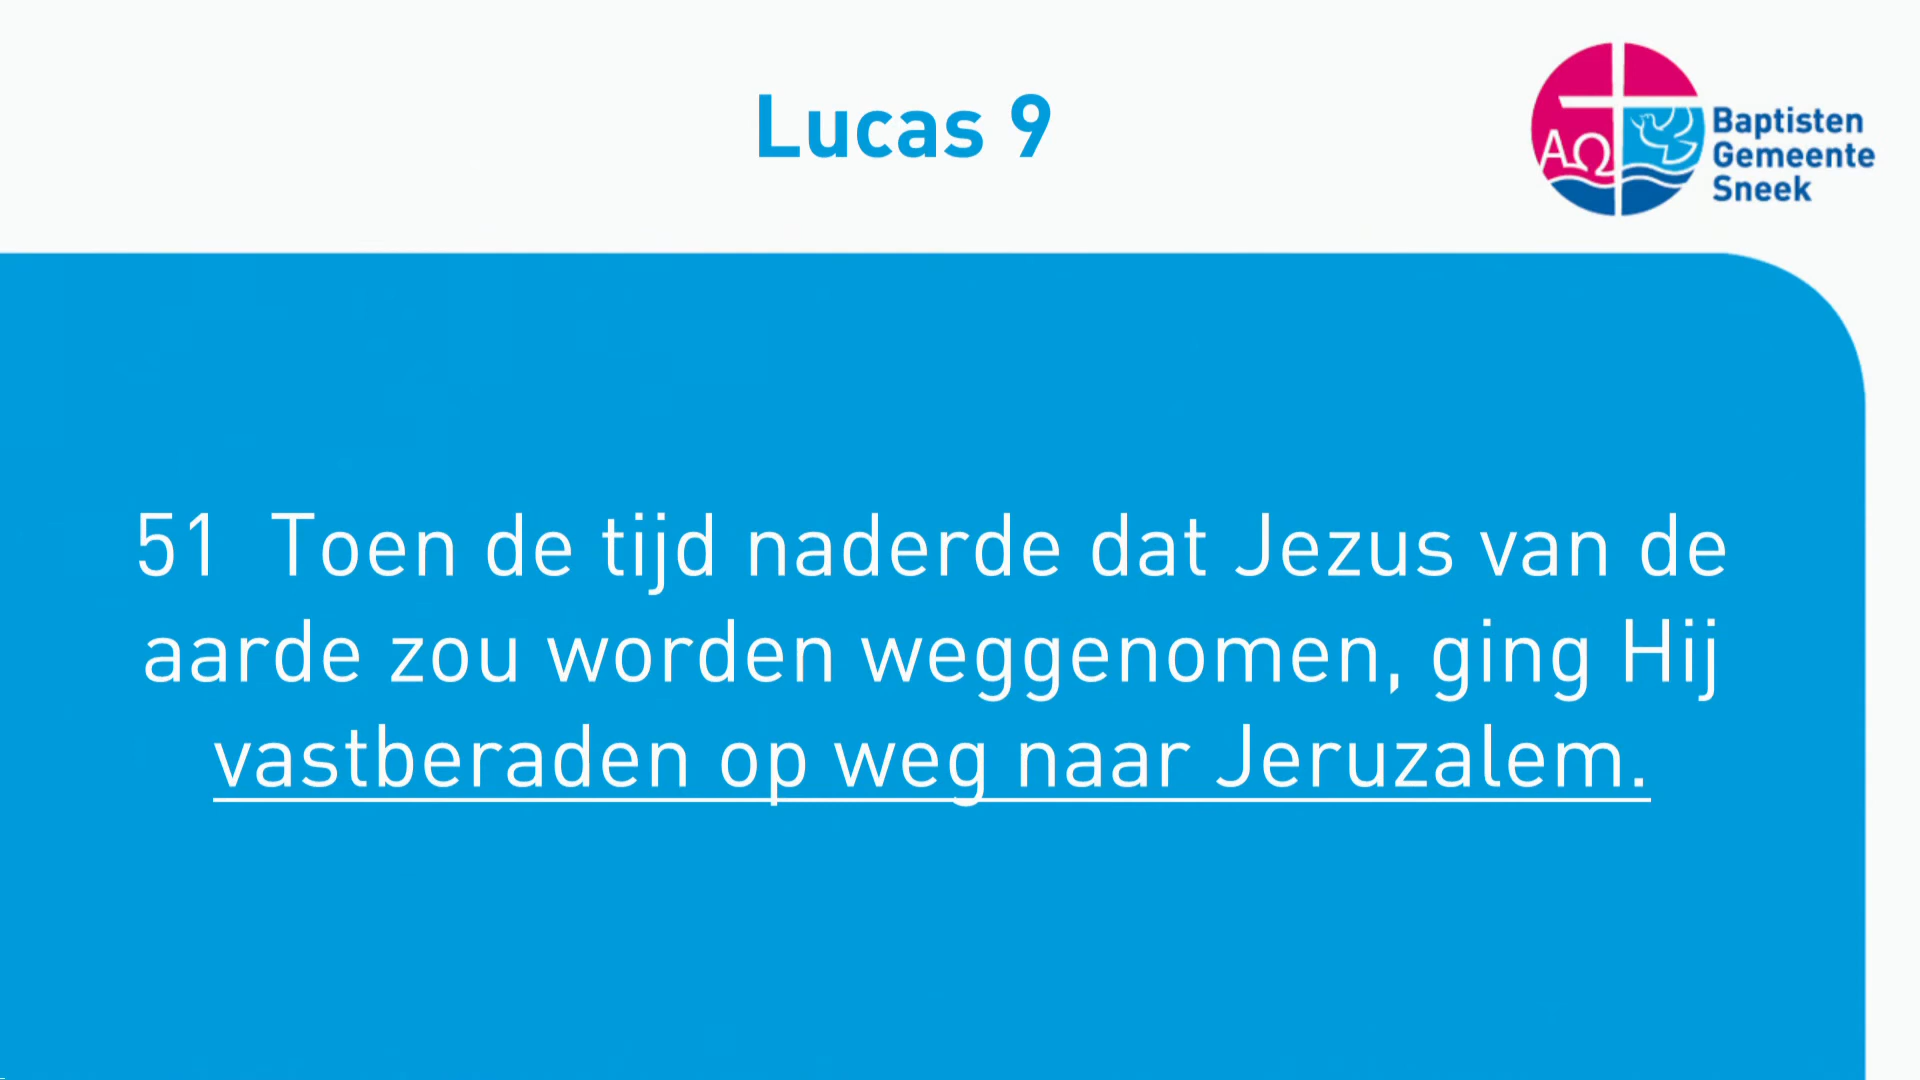 Lucas 9
ΑΩ
Baptisten
Gemeente
Sneek
51 Toen de tijd naderde dat Jezus van de
aarde zou worden weggenomen, ging Hij
vastberaden op weg naar Jeruzalem.